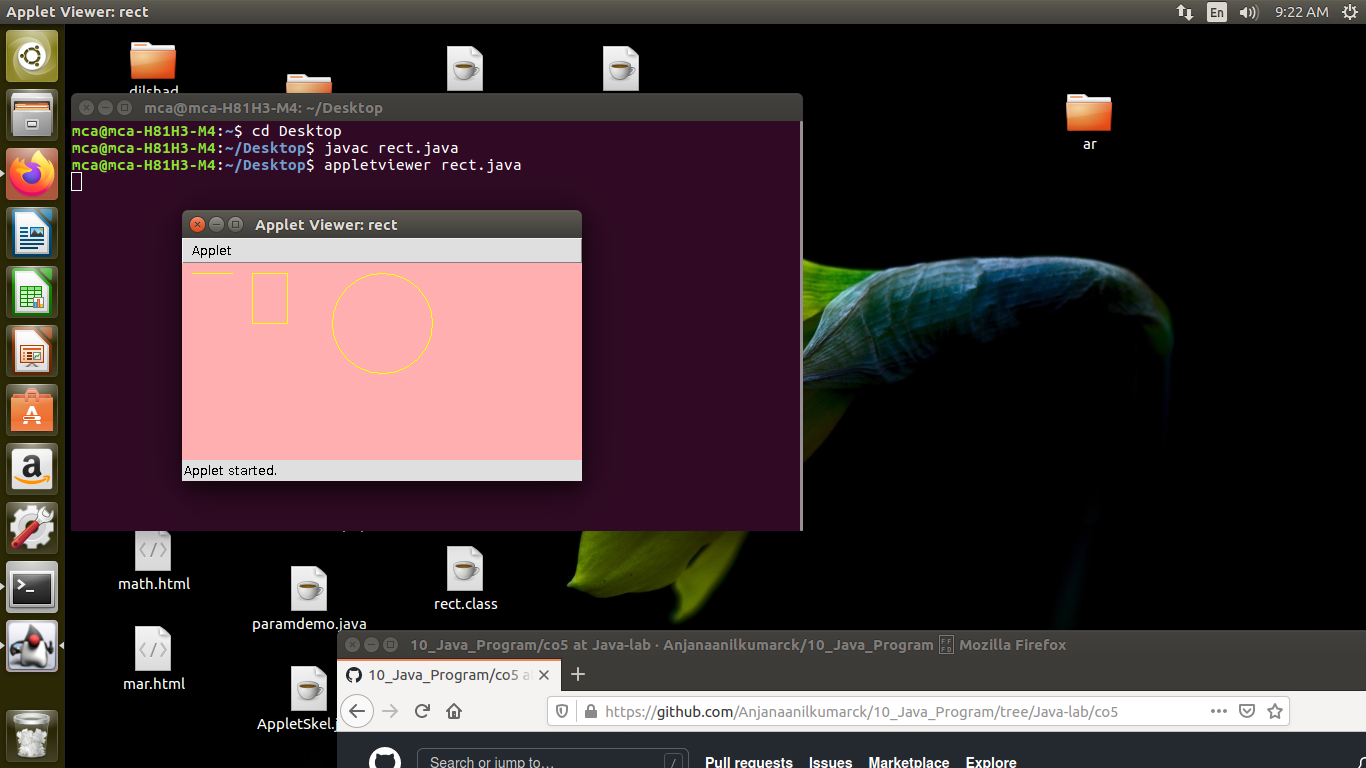 Applet Viewer: rect
En
9:22 AM
dilshad
ar
mca@mca-H81H3-M4: ~/Desktop
mca@mca-H81H3-M4:~$ cd Desktop
mca@mca-H81H3-M4:~/Desktop$ javac rect.java
mca@mca-H81H3-M4:~/Desktop$ appletviewer rect.java
Applet Viewer: rect
Applet
Applet started.
math.html
paramdemo.java
rect.class
mar.html
AppletSkel.j
10_Java_Program/co5 at Java-lab · Anjanaanilkumarck/10_Java_Program Mozilla Firefox
10_Java_Program/co5 a
https://github.com/Anjanaanilkumarck/10_Java_Program/tree/Java-lab/co5
Search or jump to…
/
Pull requests
Issues
Marketplace
Explore